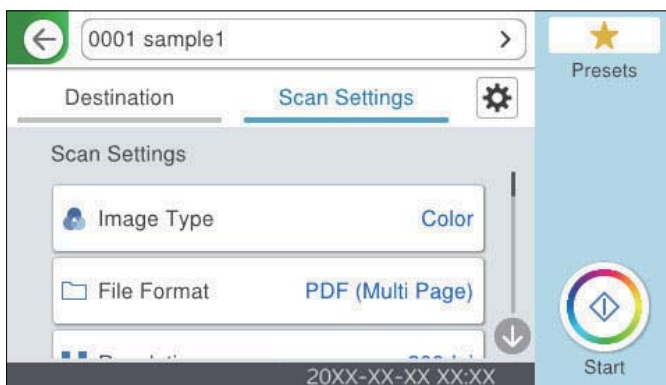 0001 sample1
Presets
Destination
Scan Settings
Scan Settings
Image Type
Color
File Format
PDF (Multi Page)
20XX-XX-XX XX:XX
Start